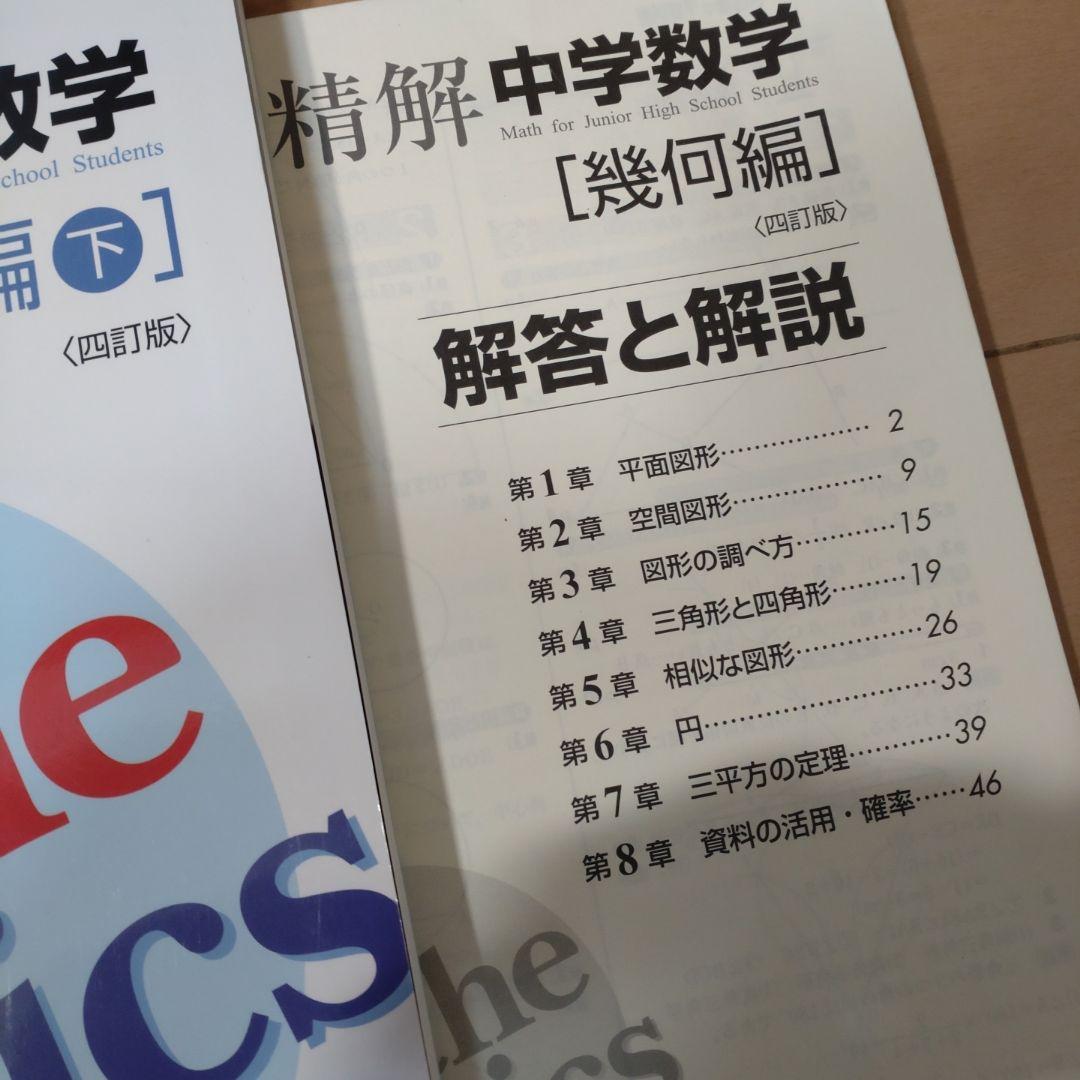 数学
chool Students
編 下]
〈四訂版〉
he
ics
精解 中学数学
Math for Junior High School Students
[幾何編]
〈四訂版〉
解答と解説
第1章 平面図形………………… 2
第2章 空間図形………………… 9
第3章 図形の調べ方…………15
第4章 三角形と四角形………19
第5章 相似な図形……………26
第6章 円………………………33
第7章 三平方の定理…………39
第8章 資料の活用・確率……46
he
ics